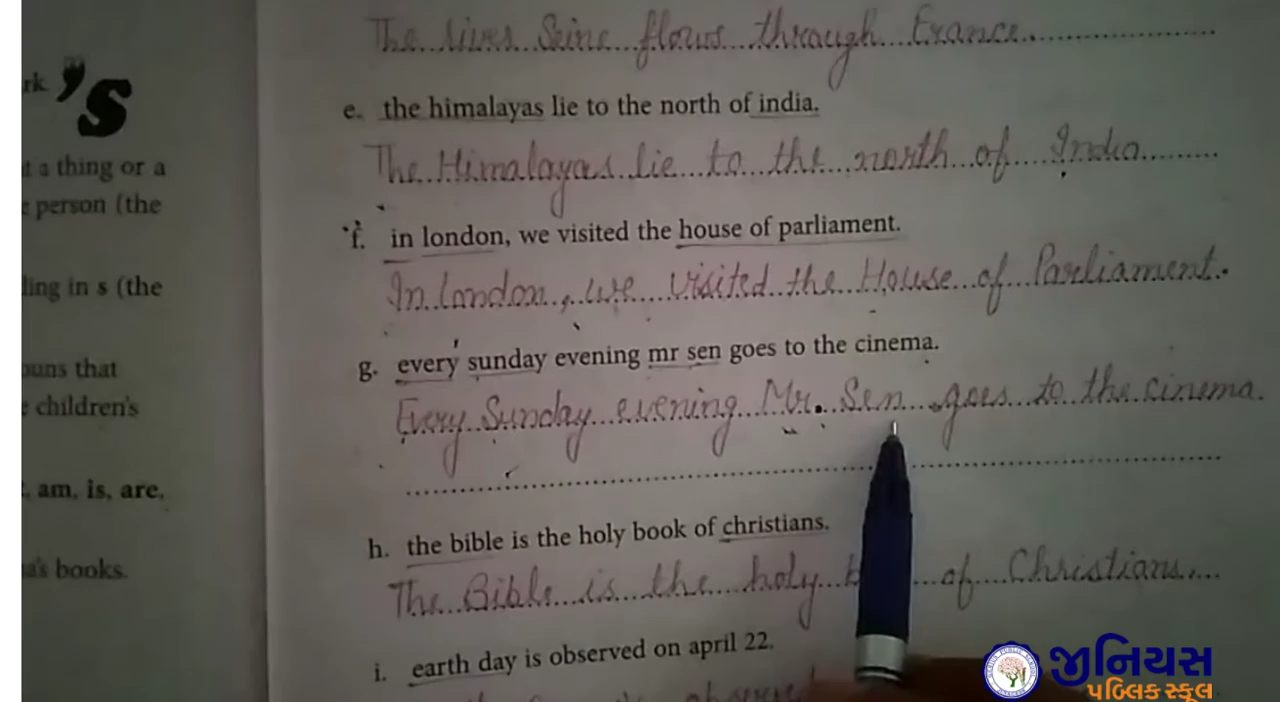 The river Seine flows through France
rk 's
e. the himalayas lie to the north of india.
t a thing or a
The Himalayas lie to the north of India
person (the
f. in london, we visited the house of parliament.
ling in s (the
In London, we visited the House of Parliament.
g. every sunday evening mr sen goes to the cinema.
ouns that
children's
Every Sunday evening Mr. Sen goes to the cinema.
, am, is, are,
h. the bible is the holy book of christians.
a's books.
The Bible is the holy b of Christians
i. earth day is observed on april 22.
observed
જીનિયસ
પબ્લિક સ્કૂલ